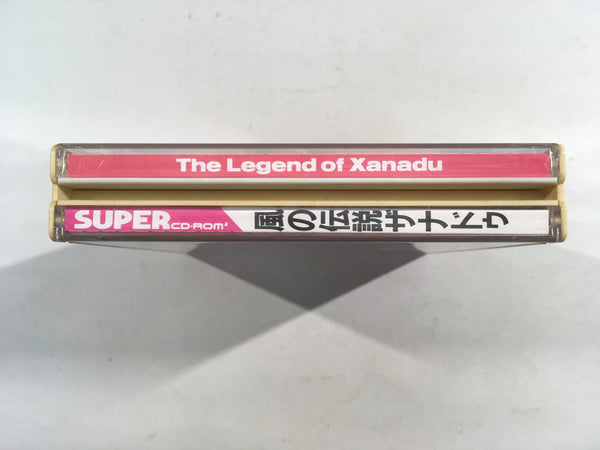 The Legend of Xanadu
SUPER CD-ROM² 風の伝説ザナドゥ